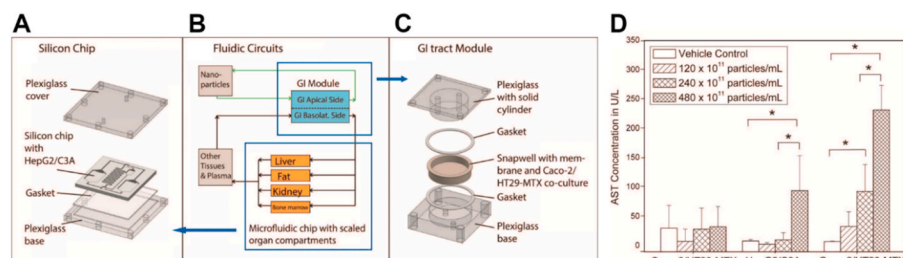 A
Silicon Chip
Plexiglass
cover
Silicon chip
with
HepG2/C3A
Gasket
Plexiglass
base
B
Fluidic Circuits
Nano-
particles
GI Module
GI Apical Side
GI Basolat. Side
Other
Tissues
& Plasma
Liver
Fat
Kidney
Bone marrow
Microfluidic chip with scaled
organ compartments
C
GI tract Module
Plexiglass
with solid
cylinder
Gasket
Snapwell with mem-
brane and Caco-2/
HT29-MTX co-culture
Gasket
Plexiglass
base
D
AST Concentration in U/L
350
300
250
200
150
100
50
0
Vehicle Control
120 x 10¹¹ particles/mL
240 x 10¹¹ particles/mL
480 x 10¹¹ particles/mL
*
*
*
*
*